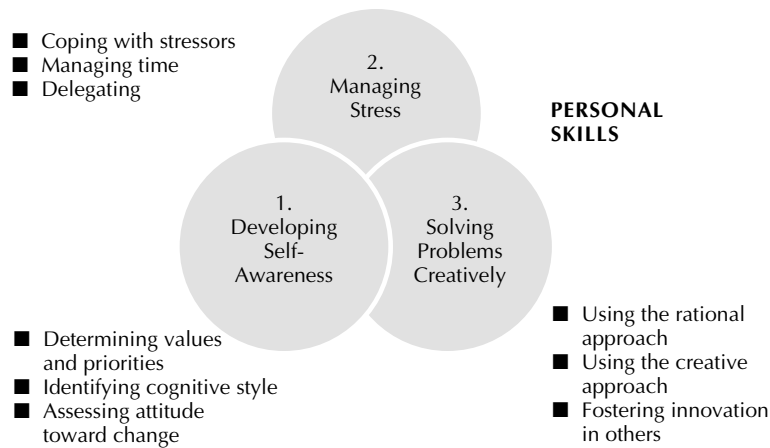 ■ Coping with stressors
■ Managing time
■ Delegating
2.
Managing
Stress
PERSONAL
SKILLS
1.
Developing
Self-
Awareness
3.
Solving
Problems
Creatively
■ Determining values
and priorities
■ Identifying cognitive style
■ Assessing attitude
toward change
■ Using the rational
approach
■ Using the creative
approach
■ Fostering innovation
in others